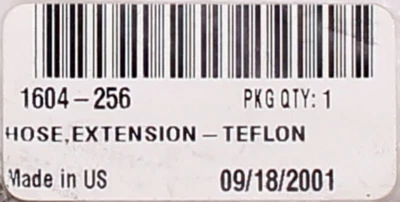 1604-256 PKG QTY: 1
HOSE,EXTENSION - TEFLON
Made in US 09/18/2001